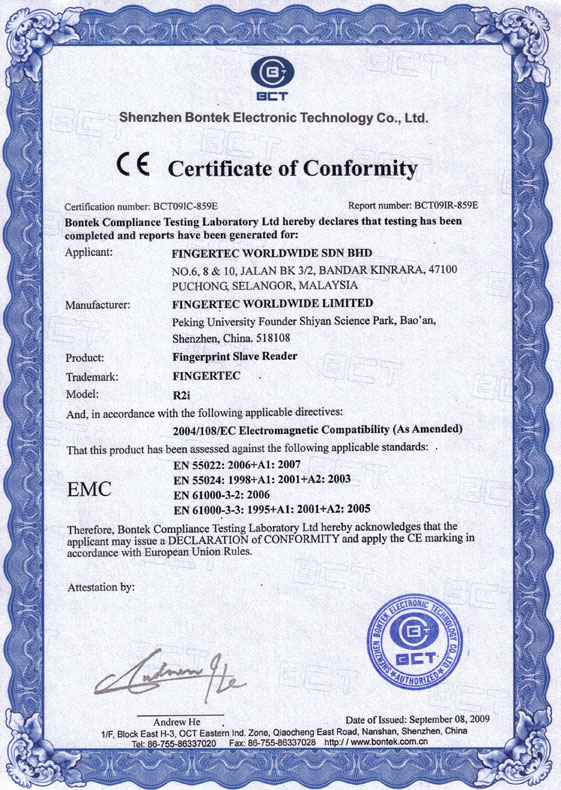 BCT
Shenzhen Bontek Electronic Technology Co., Ltd.
CE Certificate of Conformity
Certification number: BCT09IC-859E Report number: BCT09IR-859E
Bontek Compliance Testing Laboratory Ltd hereby declares that testing has been
completed and reports have been generated for:
Applicant: FINGERTEC WORLDWIDE SDN BHD
NO.6, 8 & 10, JALAN BK 3/2, BANDAR KINRARA, 47100
PUCHONG, SELANGOR, MALAYSIA
Manufacturer: FINGERTEC WORLDWIDE LIMITED
Peking University Founder Shiyan Science Park, Bao'an,
Shenzhen, China. 518108
Product: Fingerprint Slave Reader
Trademark: FINGERTEC
Model: R2i
And, in accordance with the following applicable directives:
2004/108/EC Electromagnetic Compatibility (As Amended)
That this product has been assessed against the following applicable standards:
EN 55022: 2006+A1: 2007
EN 55024: 1998+A1: 2001+A2: 2003
EMC
EN 61000-3-2: 2006
EN 61000-3-3: 1995+A1: 2001+A2: 2005
Therefore, Bontek Compliance Testing Laboratory Ltd hereby acknowledges that the
applicant may issue a DECLARATION of CONFORMITY and apply the CE marking in
accordance with European Union Rules.
Attestation by:
SHENZHEN BONTEK ELECTRONIC TECHNOLOGY CO., LTD.
BCT
AUTHORIZED
Andrew He
Andrew He
Date of Issued: September 08, 2009
1/F, Block East H-3, OCT Eastern Ind. Zone, Qiaocheng East Road, Nanshan, Shenzhen, China
Tel: 86-755-86337020 Fax: 86-755-86337028 http://www.bontek.com.cn